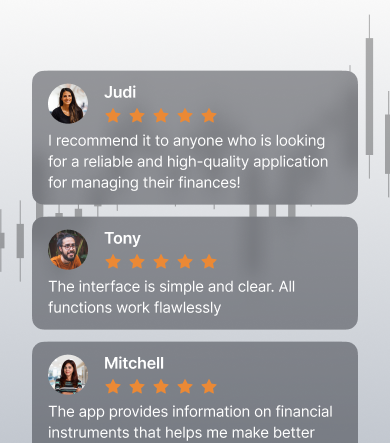 Judi
I recommend it to anyone who is looking
for a reliable and high-quality application
for managing their finances!
Tony
The interface is simple and clear. All
functions work flawlessly
Mitchell
The app provides information on financial
instruments that helps me make better